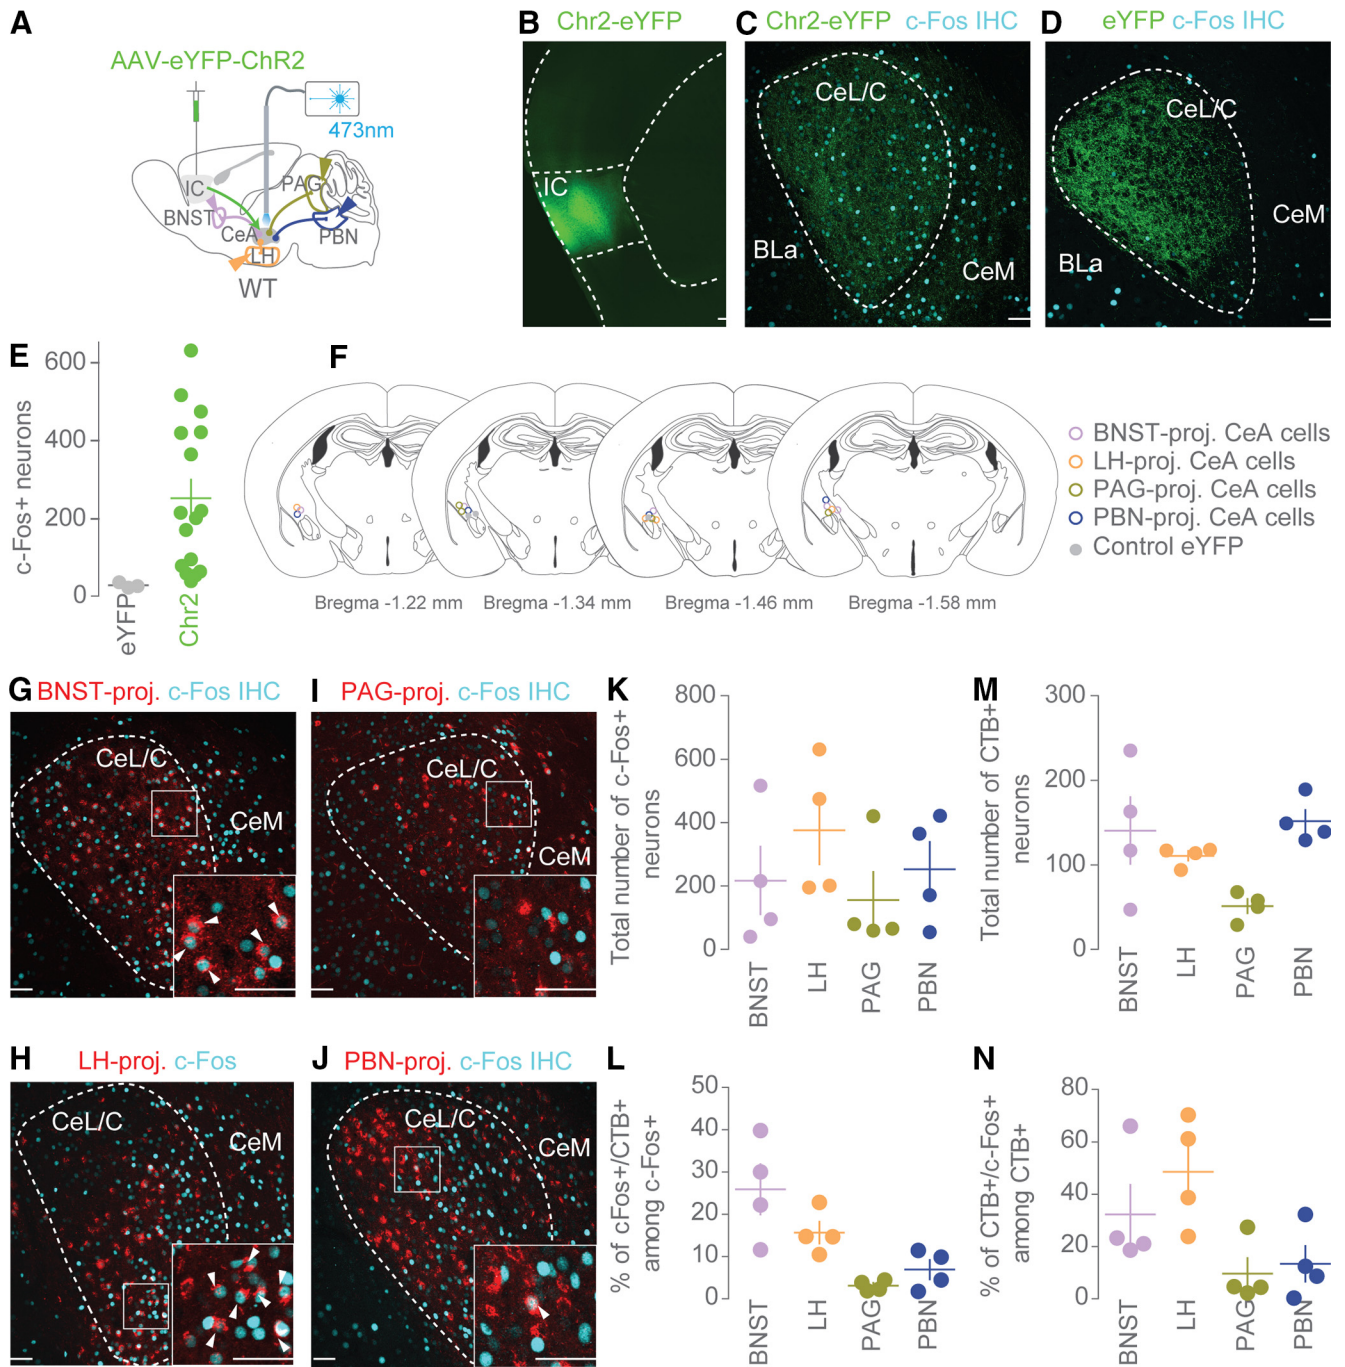 A
AAV-eYFP-ChR2
473nm
IC
PAG
BNST
CeA
PBN
LH
WT
B Chr2-eYFP
IC
C Chr2-eYFP c-Fos IHC
CeL/C
BLa
CeM
D eYFP c-Fos IHC
CeL/C
CeM
BLa
E
c-Fos+ neurons
600
400
200
0
eYFP
Chr2
F
Bregma -1.22 mm
Bregma -1.34 mm
Bregma -1.46 mm
Bregma -1.58 mm
BNST-proj. CeA cells
LH-proj. CeA cells
PAG-proj. CeA cells
PBN-proj. CeA cells
Control eYFP
G BNST-proj. c-Fos IHC
CeL/C
CeM
I PAG-proj. c-Fos IHC
CeL/C
CeM
K
Total number of c-Fos+
neurons
800
600
400
200
0
BNST
LH
PAG
PBN
M
Total number of CTB+
neurons
300
200
100
0
BNST
LH
PAG
PBN
H LH-proj. c-Fos
CeL/C
CeM
J PBN-proj. c-Fos IHC
CeL/C
CeM
L
% of cFos+/CTB+
among c-Fos+
50
40
30
20
10
0
BNST
LH
PAG
PBN
N
% of CTB+/c-Fos+
among CTB+
80
60
40
20
0
BNST
LH
PAG
PBN